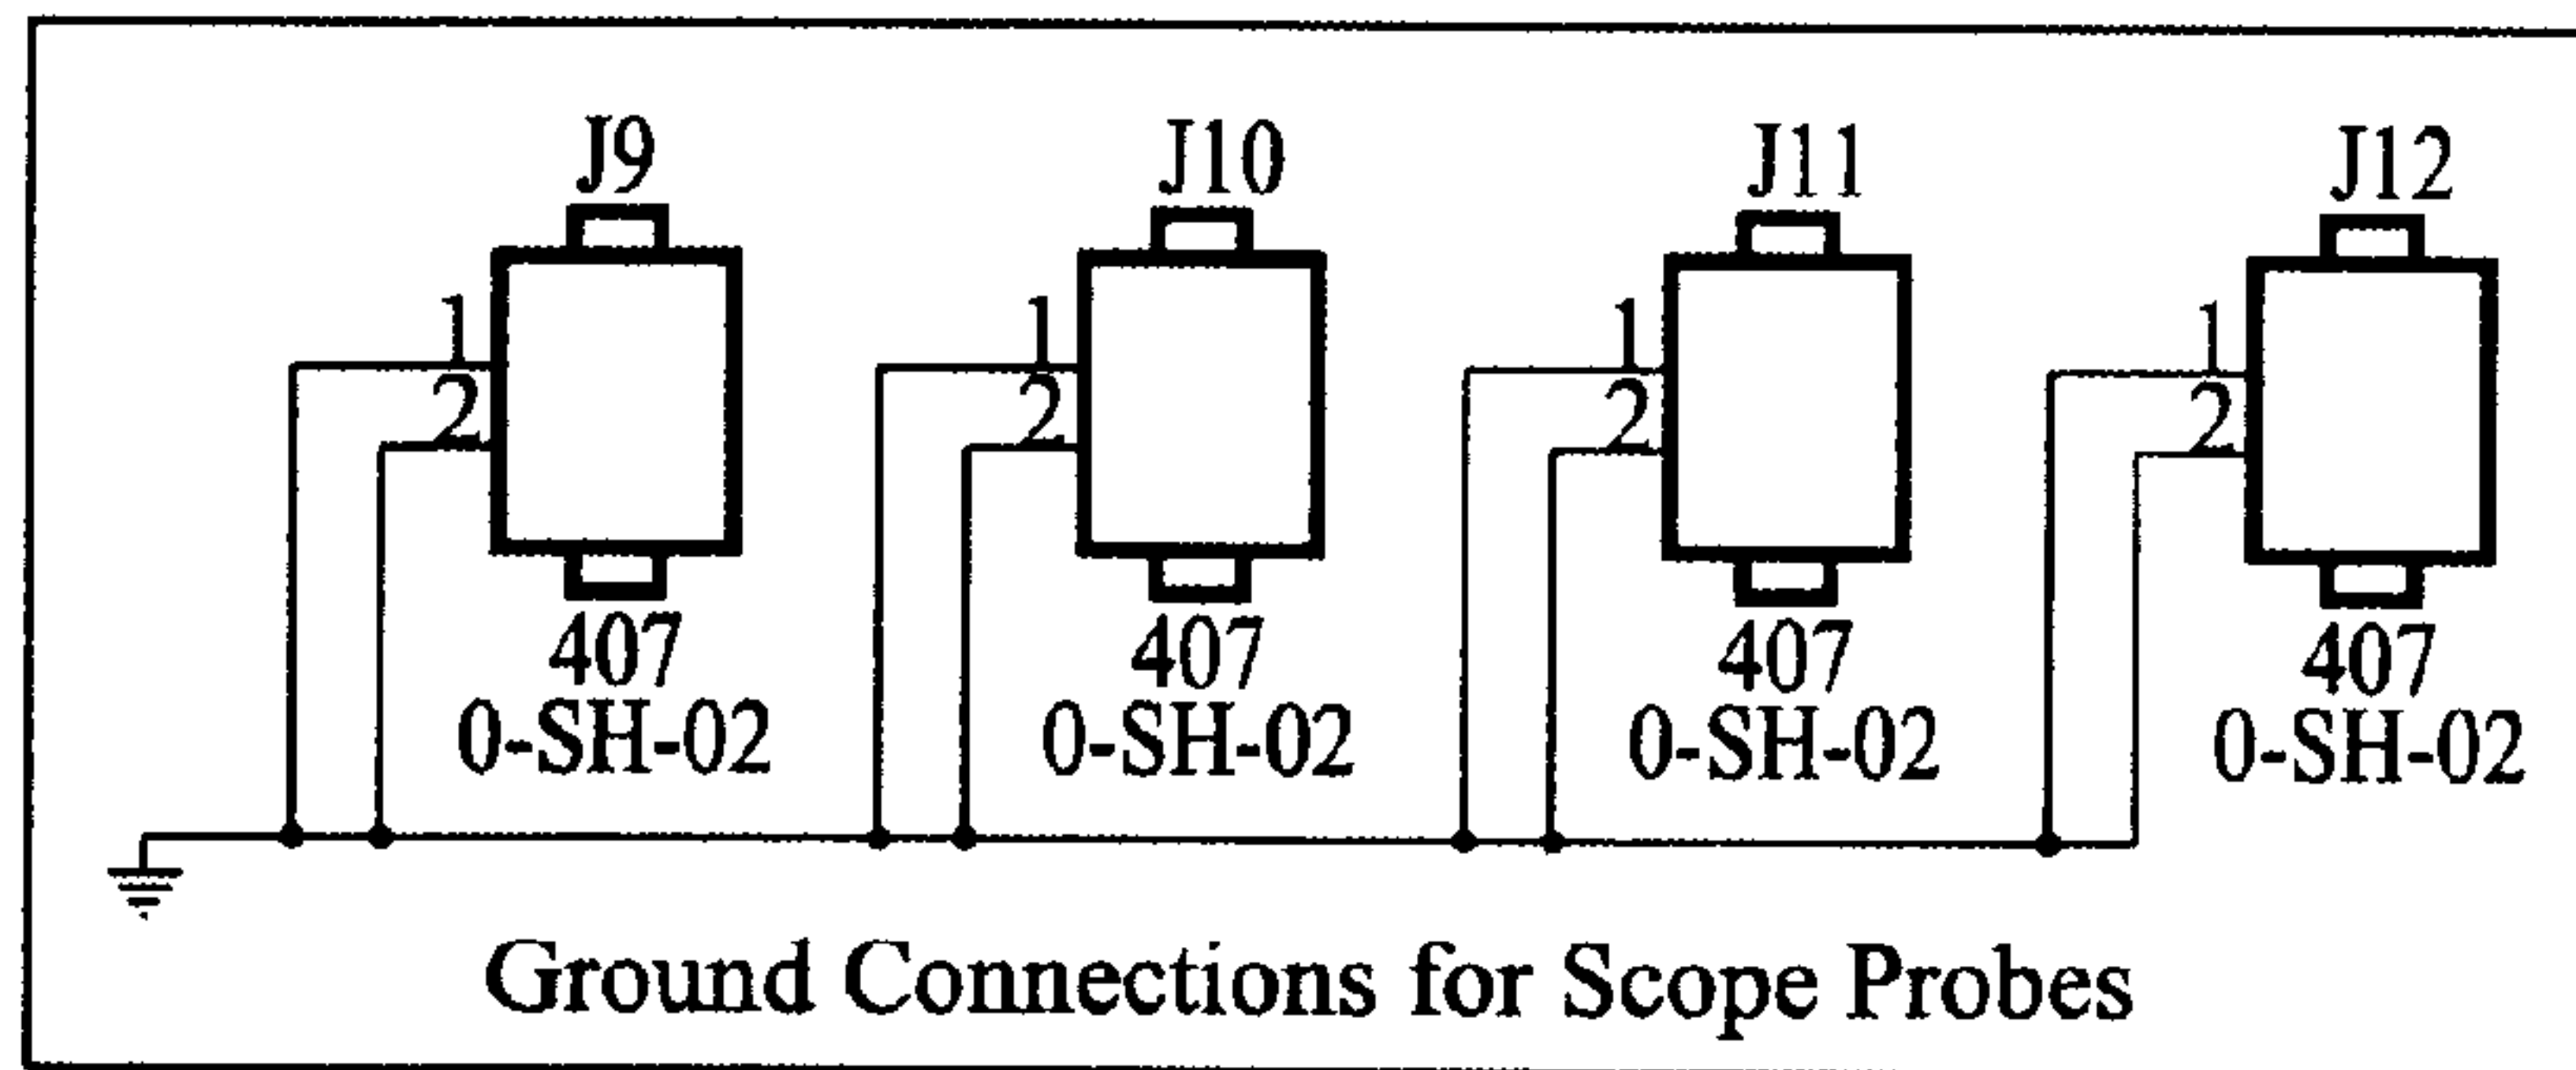 J9 J10 J11 J12
1 1 1 1
2 2 2 2
407 407 407 407
0-SH-02 0-SH-02 0-SH-02 0-SH-02
Ground Connections for Scope Probes